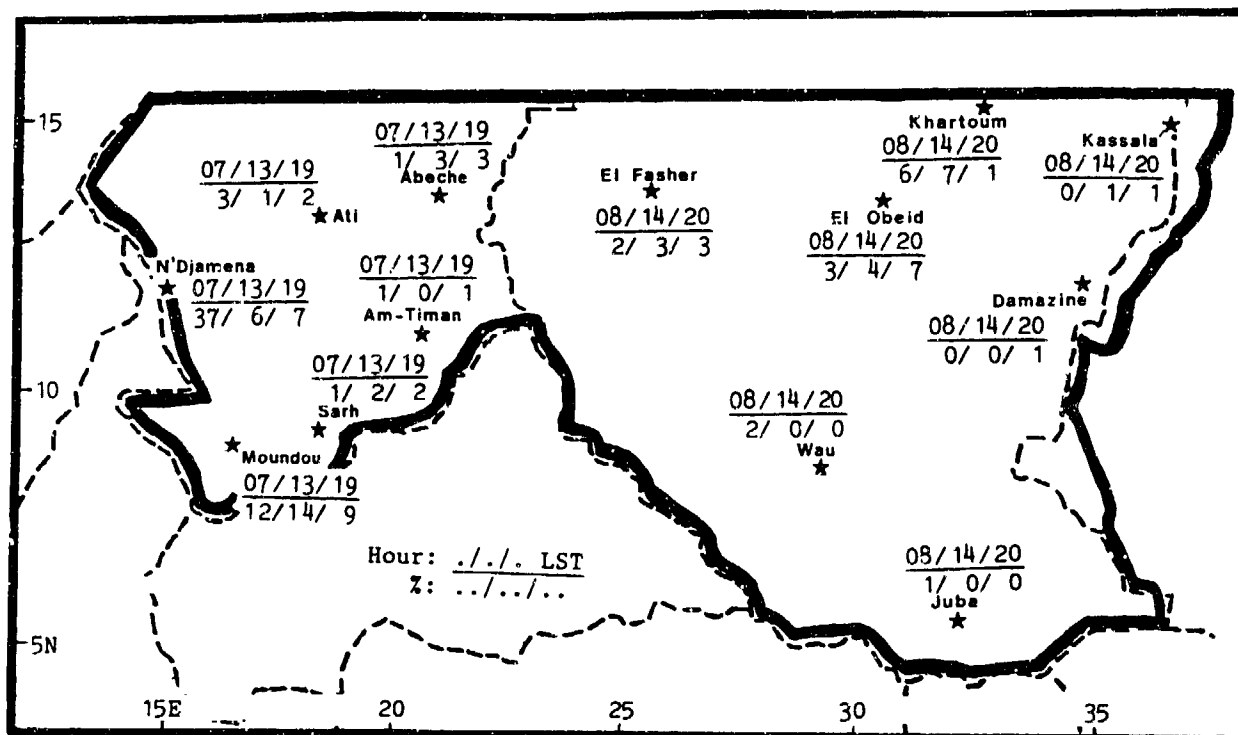 15
07/13/19
1/ 3/ 3
Abeche
07/13/19
3/ 1/ 2
Ati
El Fasher
08/14/20
2/ 3/ 3
Khartoum
08/14/20
6/ 7/ 1
Kassala
08/14/20
0/ 1/ 1
El Obeid
08/14/20
3/ 4/ 7
N'Djamena
07/13/19
37/ 6/ 7
07/13/19
1/ 0/ 1
Am-Timan
Damazine
08/14/20
0/ 0/ 1
10
07/13/19
1/ 2/ 2
Sarh
Moundou
07/13/19
12/14/ 9
08/14/20
2/ 0/ 0
Wau
Hour: ././. LST
%: ../../..
08/14/20
1/ 0/ 0
Juba
5N
15E 20 25 30 35